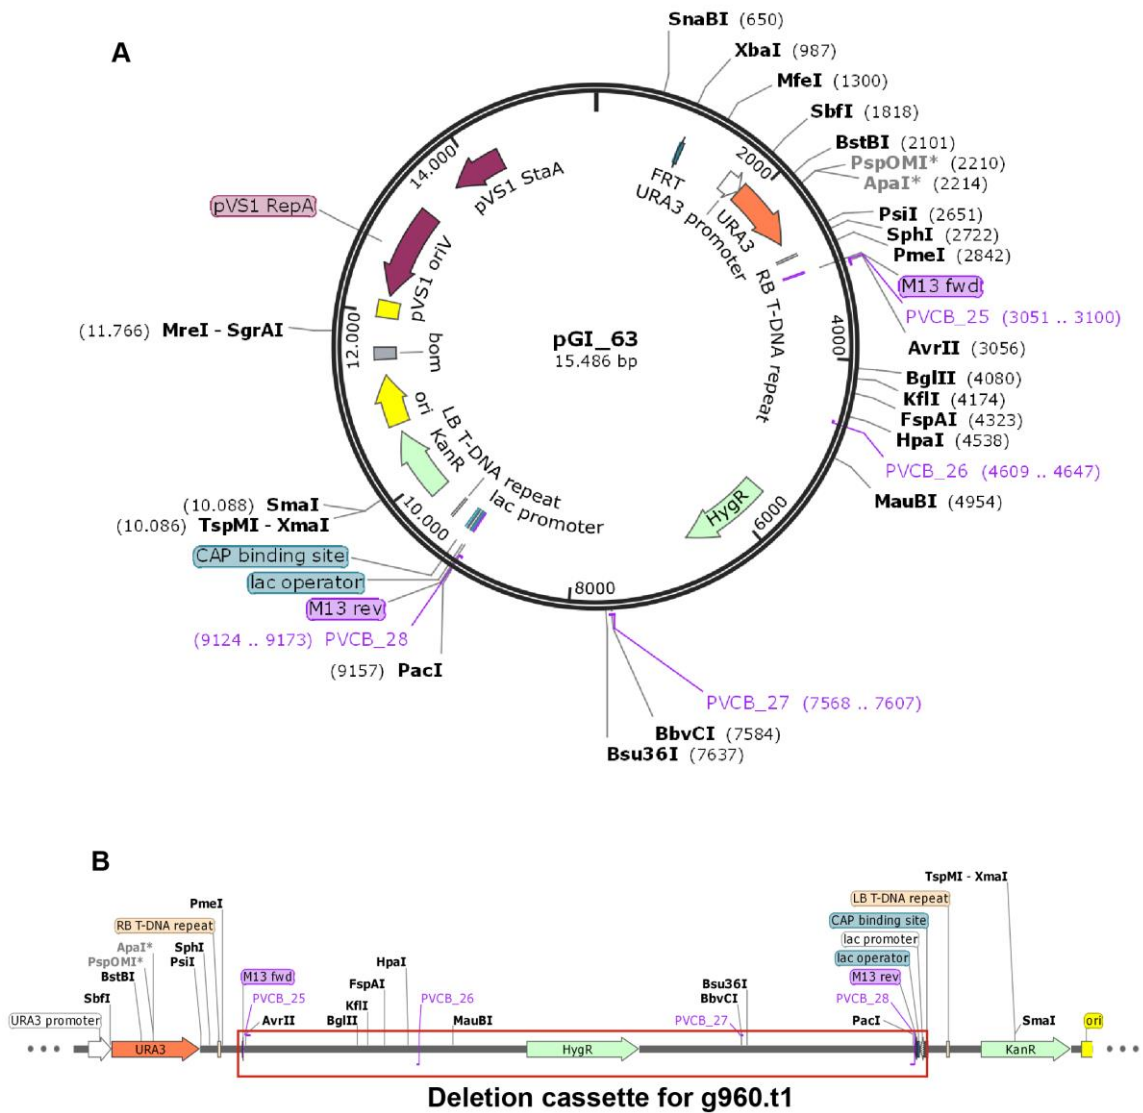 A
SnaBI (650)
XbaI (987)
MfeI (1300)
SbfI (1818)
BstBI (2101)
PspOMI* (2210)
ApaI* (2214)
PsiI (2651)
SphI (2722)
PmeI (2842)
M13 fwd
PVCB_25 (3051 .. 3100)
AvrII (3056)
BglII (4080)
KflI (4174)
FspAI (4323)
HpaI (4538)
PVCB_26 (4609 .. 4647)
MauBI (4954)
PVCB_27 (7568 .. 7607)
BbvCI (7584)
Bsu36I (7637)
(9157) PacI
(9124 .. 9173) PVCB_28
M13 rev
lac operator
CAP binding site
(10.086) TspMI - XmaI
(10.088) SmaI
(11.766) MreI - SgrAI
pVS1 RepA
2000
4000
6000
8000
10.000
12.000
14.000
FRT
URA3 promoter
URA3
RB T-DNA repeat
HygR
lac promoter
LB T-DNA repeat
KanR
ori
bom
pVS1 oriV
pVS1 StaA
pGI_63
15.486 bp
B
TspMI - XmaI
PmeI
LB T-DNA repeat
RB T-DNA repeat
CAP binding site
ApaI*
SphI
lac promoter
PspOMI*
PsiI
HpaI
lac operator
BstBI
M13 fwd
FspAI
Bsu36I
M13 rev
SbfI
PVCB_25
KflI
PVCB_26
BbvCI
PVCB_28
URA3 promoter
AvrII
BglII
MauBI
PVCB_27
PacI
SmaI
ori
URA3
HygR
KanR
Deletion cassette for g960.t1